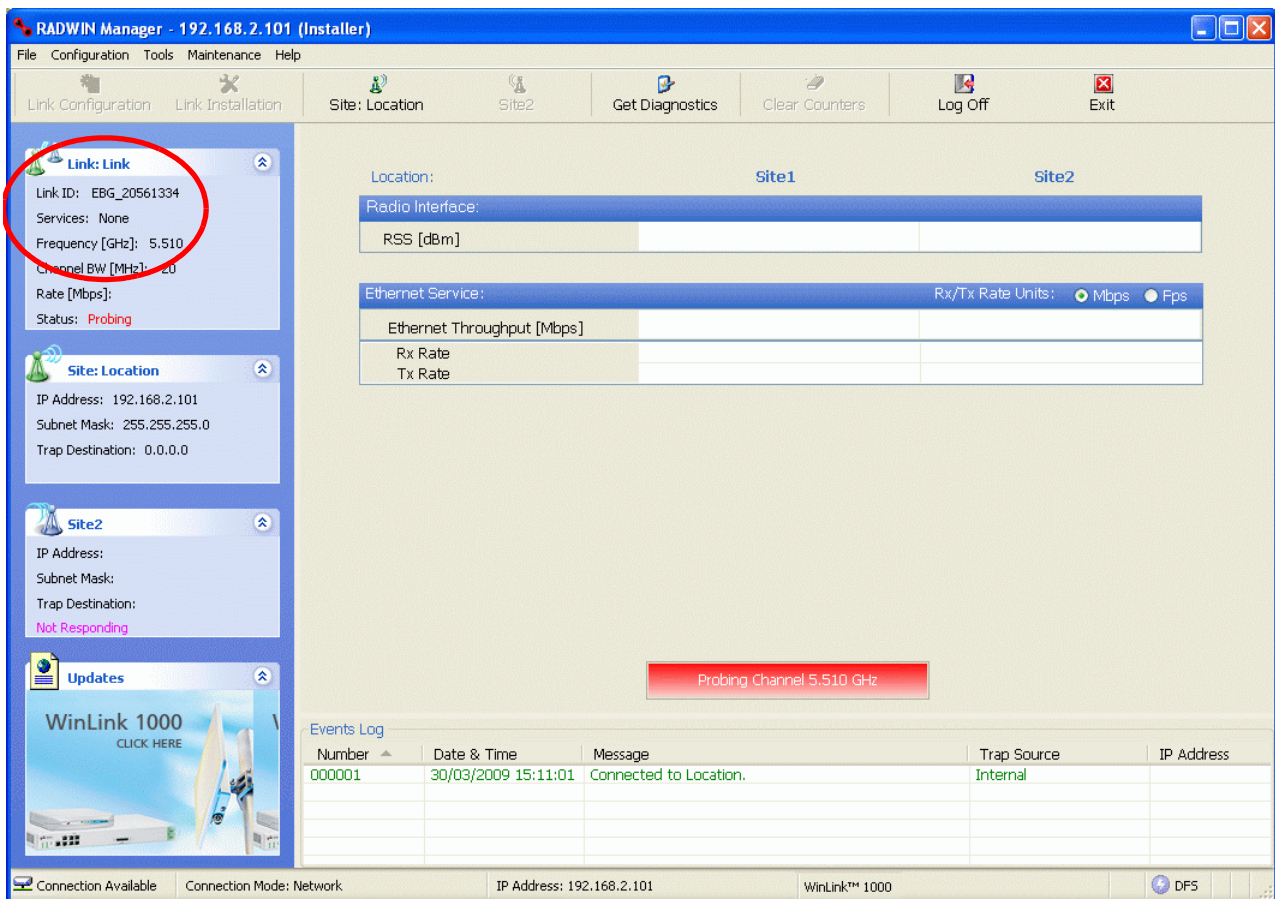 RADWIN Manager - 192.168.2.101 (Installer)
File Configuration Tools Maintenance Help
Link Configuration Link Installation Site: Location Site2 Get Diagnostics Clear Counters Log Off Exit
Link: Link
Link ID: EBG_20561334
Services: None
Frequency [GHz]: 5.510
Channel BW [MHz]: 20
Rate [Mbps]:
Status: Probing
Site: Location
IP Address: 192.168.2.101
Subnet Mask: 255.255.255.0
Trap Destination: 0.0.0.0
Site2
IP Address:
Subnet Mask:
Trap Destination:
Not Responding
Updates
WinLink 1000
CLICK HERE
Location: Site1 Site2
Radio Interface:
RSS [dBm]
Ethernet Service: Rx/Tx Rate Units: Mbps Fps
Ethernet Throughput [Mbps]
Rx Rate
Tx Rate
Probing Channel 5.510 GHz
Events Log
Number Date & Time Message Trap Source IP Address
000001 30/03/2009 15:11:01 Connected to Location. Internal
Connection Available Connection Mode: Network IP Address: 192.168.2.101 WinLink™ 1000 DFS